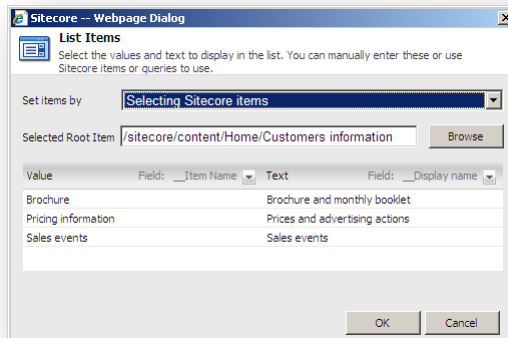 Sitecore -- Webpage Dialog
List Items
Select the values and text to display in the list. You can manually enter these or use
Sitecore items or queries to use.
Set items by Selecting Sitecore items
Selected Root Item /sitecore/content/Home/Customers information Browse
Value Field: __Item Name Text Field: __Display name
Brochure Brochure and monthly booklet
Pricing information Prices and advertising actions
Sales events Sales events
OK Cancel